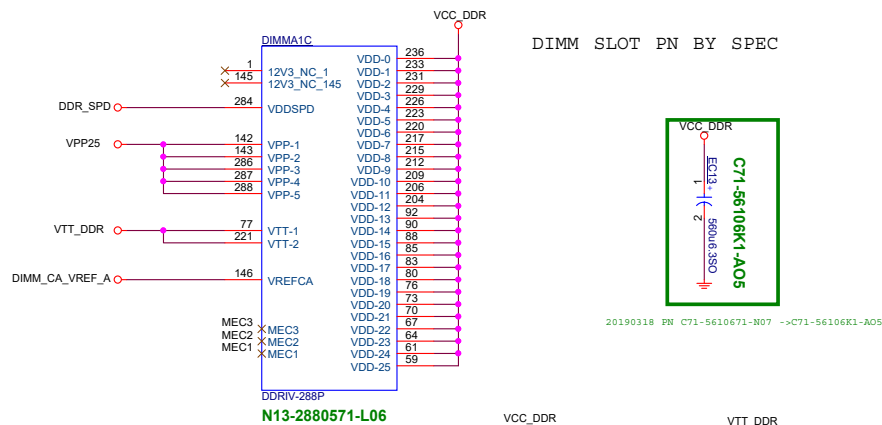 VCC_DDR
DIMM SLOT PN BY SPEC
DIMMA1C
1 12V3_NC_1
145 12V3_NC_145
DDR_SPD 284 VDDSPD
VPP25 142 VPP-1
143 VPP-2
286 VPP-3
287 VPP-4
288 VPP-5
VTT_DDR 77 VTT-1
221 VTT-2
DIMM_CA_VREF_A 146 VREFCA
MEC3 MEC3
MEC2 MEC2
MEC1 MEC1
VDD-0 236
VDD-1 233
VDD-2 231
VDD-3 229
VDD-4 226
VDD-5 223
VDD-6 220
VDD-7 217
VDD-8 215
VDD-9 212
VDD-10 209
VDD-11 206
VDD-12 204
VDD-13 92
VDD-14 90
VDD-15 88
VDD-16 85
VDD-17 83
VDD-18 80
VDD-19 76
VDD-20 73
VDD-21 70
VDD-22 67
VDD-23 64
VDD-24 61
VDD-25 59
DDRIV-288P
N13-2880571-L06
VCC_DDR
1
EC13
+
2
560u6.3SO
C71-56106K1-AO5
20190318 PN C71-5610671-N07 ->C71-56106K1-AO5
VCC_DDR
VTT_DDR